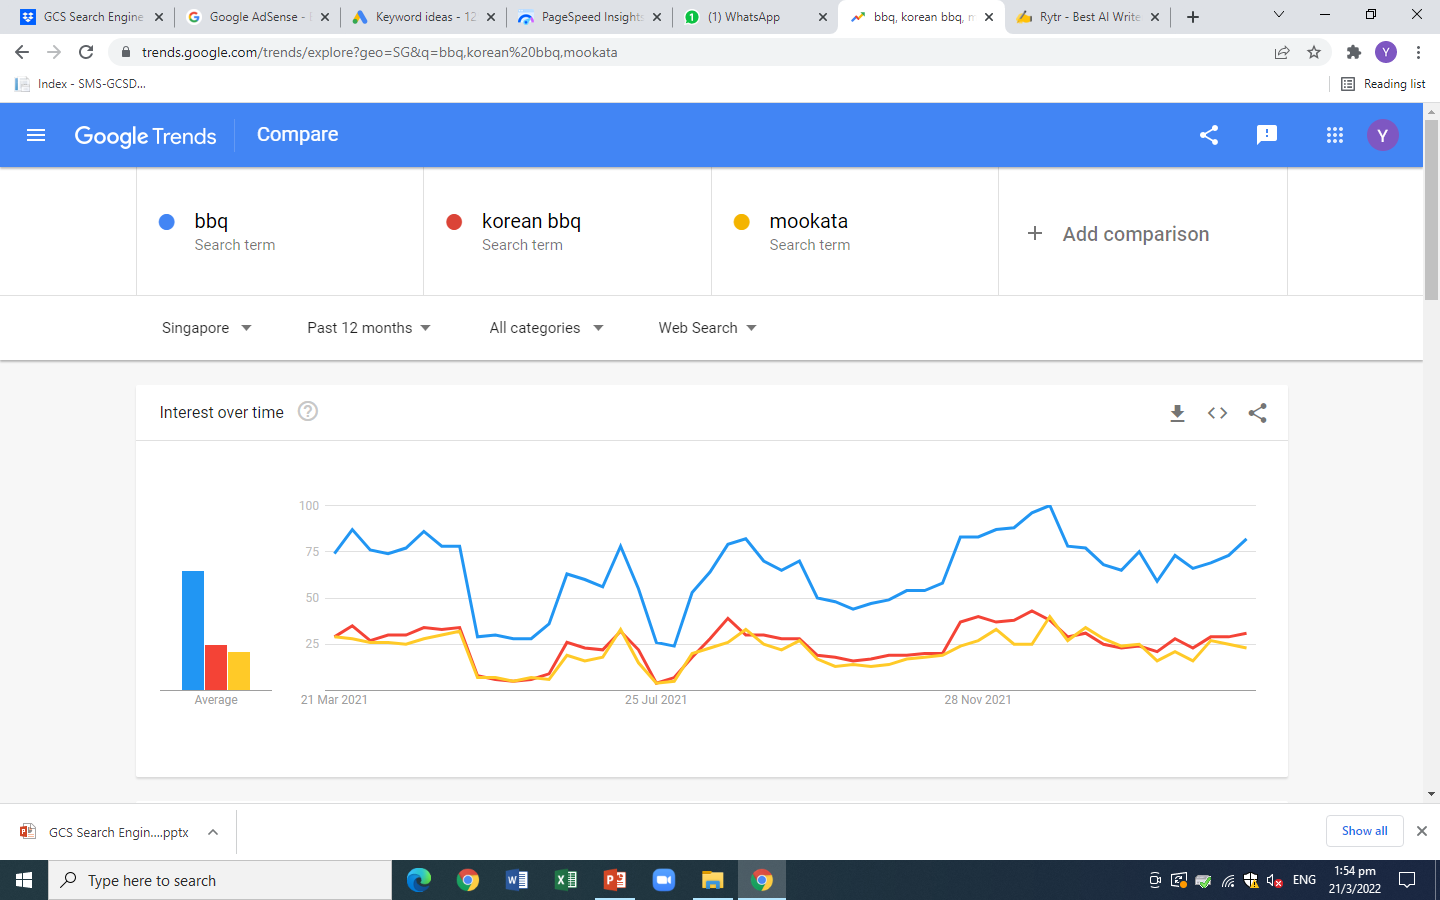 GCS Search Engine
Google AdSense -
Keyword ideas - 12
PageSpeed Insights
(1) WhatsApp
bbq, korean bbq, m
Rytr - Best AI Write
trends.google.com/trends/explore?geo=SG&q=bbq,korean%20bbq,mookata
Y
Index - SMS-GCSD...
Reading list
Google Trends
Compare
Y
bbq
Search term
korean bbq
Search term
mookata
Search term
+ Add comparison
Singapore
Past 12 months
All categories
Web Search
Interest over time
?
100
75
50
25
Average
21 Mar 2021
25 Jul 2021
28 Nov 2021
GCS Search Engin....pptx
Show all
Type here to search
ENG
1:54 pm
21/3/2022